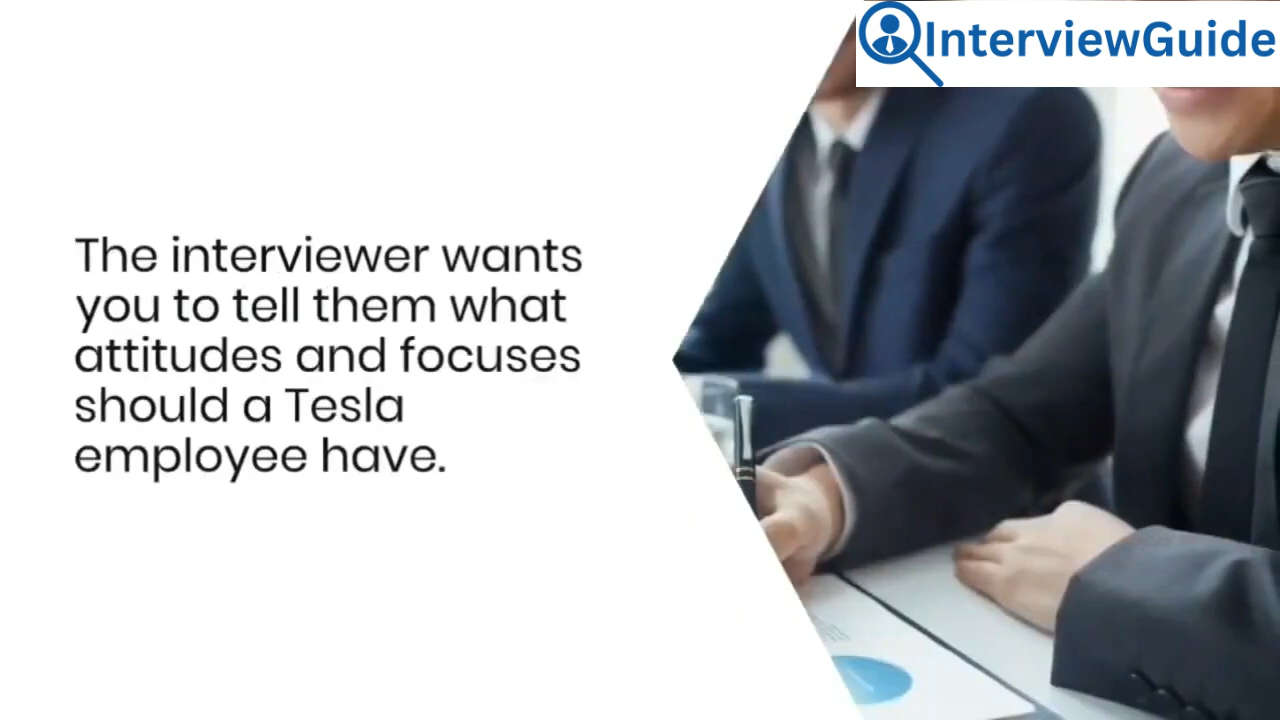 InterviewGuide
The interviewer wants
you to tell them what
attitudes and focuses
should a Tesla
employee have.